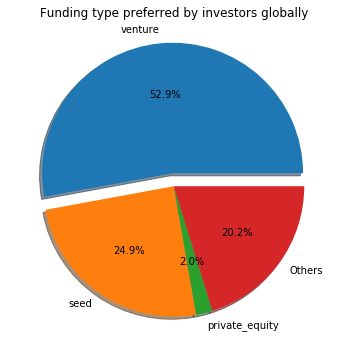 Funding type preferred by investors globally
venture
52.9%
24.9%
2.0%
20.2%
Others
seed
private_equity